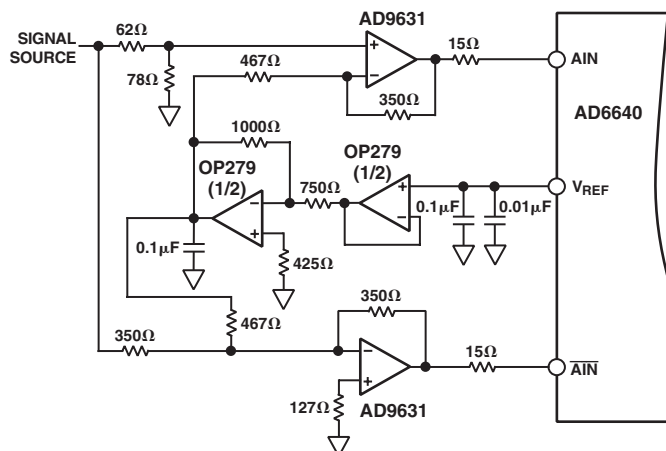 AD9631
SIGNAL
SOURCE
62Ω
78Ω
467Ω
350Ω
15Ω
AIN
AD6640
1000Ω
OP279
(1/2)
750Ω
OP279
(1/2)
VREF
0.1μF
0.01μF
0.1μF
425Ω
467Ω
350Ω
350Ω
15Ω
AIN
127Ω
AD9631